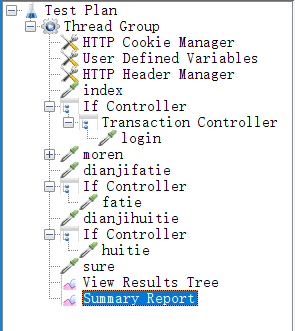 Test Plan
Thread Group
HTTP Cookie Manager
User Defined Variables
HTTP Header Manager
index
If Controller
Transaction Controller
login
moren
dianjifatie
If Controller
fatie
dianjihuitie
If Controller
huitie
sure
View Results Tree
Summary Report